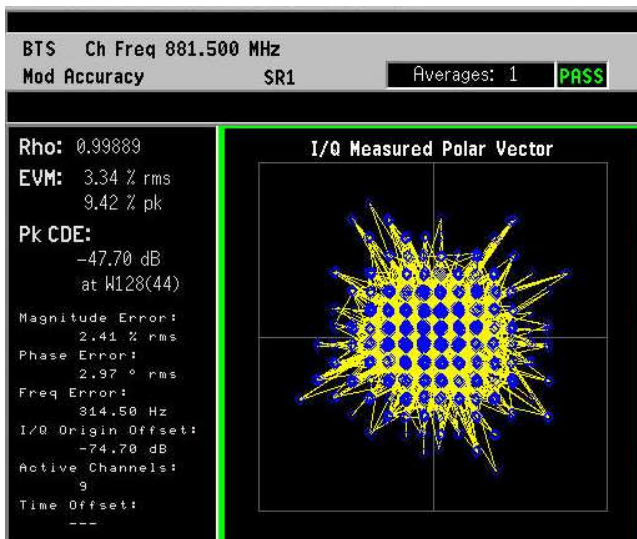 BTS Ch Freq 881.500 MHz
Mod Accuracy SR1 Averages: 1 PASS
Rho: 0.99889
EVM: 3.34 % rms
9.42 % pk
Pk CDE:
-47.70 dB
at W128(44)
Magnitude Error:
2.41 % rms
Phase Error:
2.97 ° rms
Freq Error:
314.50 Hz
I/Q Origin Offset:
-74.70 dB
Active Channels:
9
Time Offset:
---
I/Q Measured Polar Vector